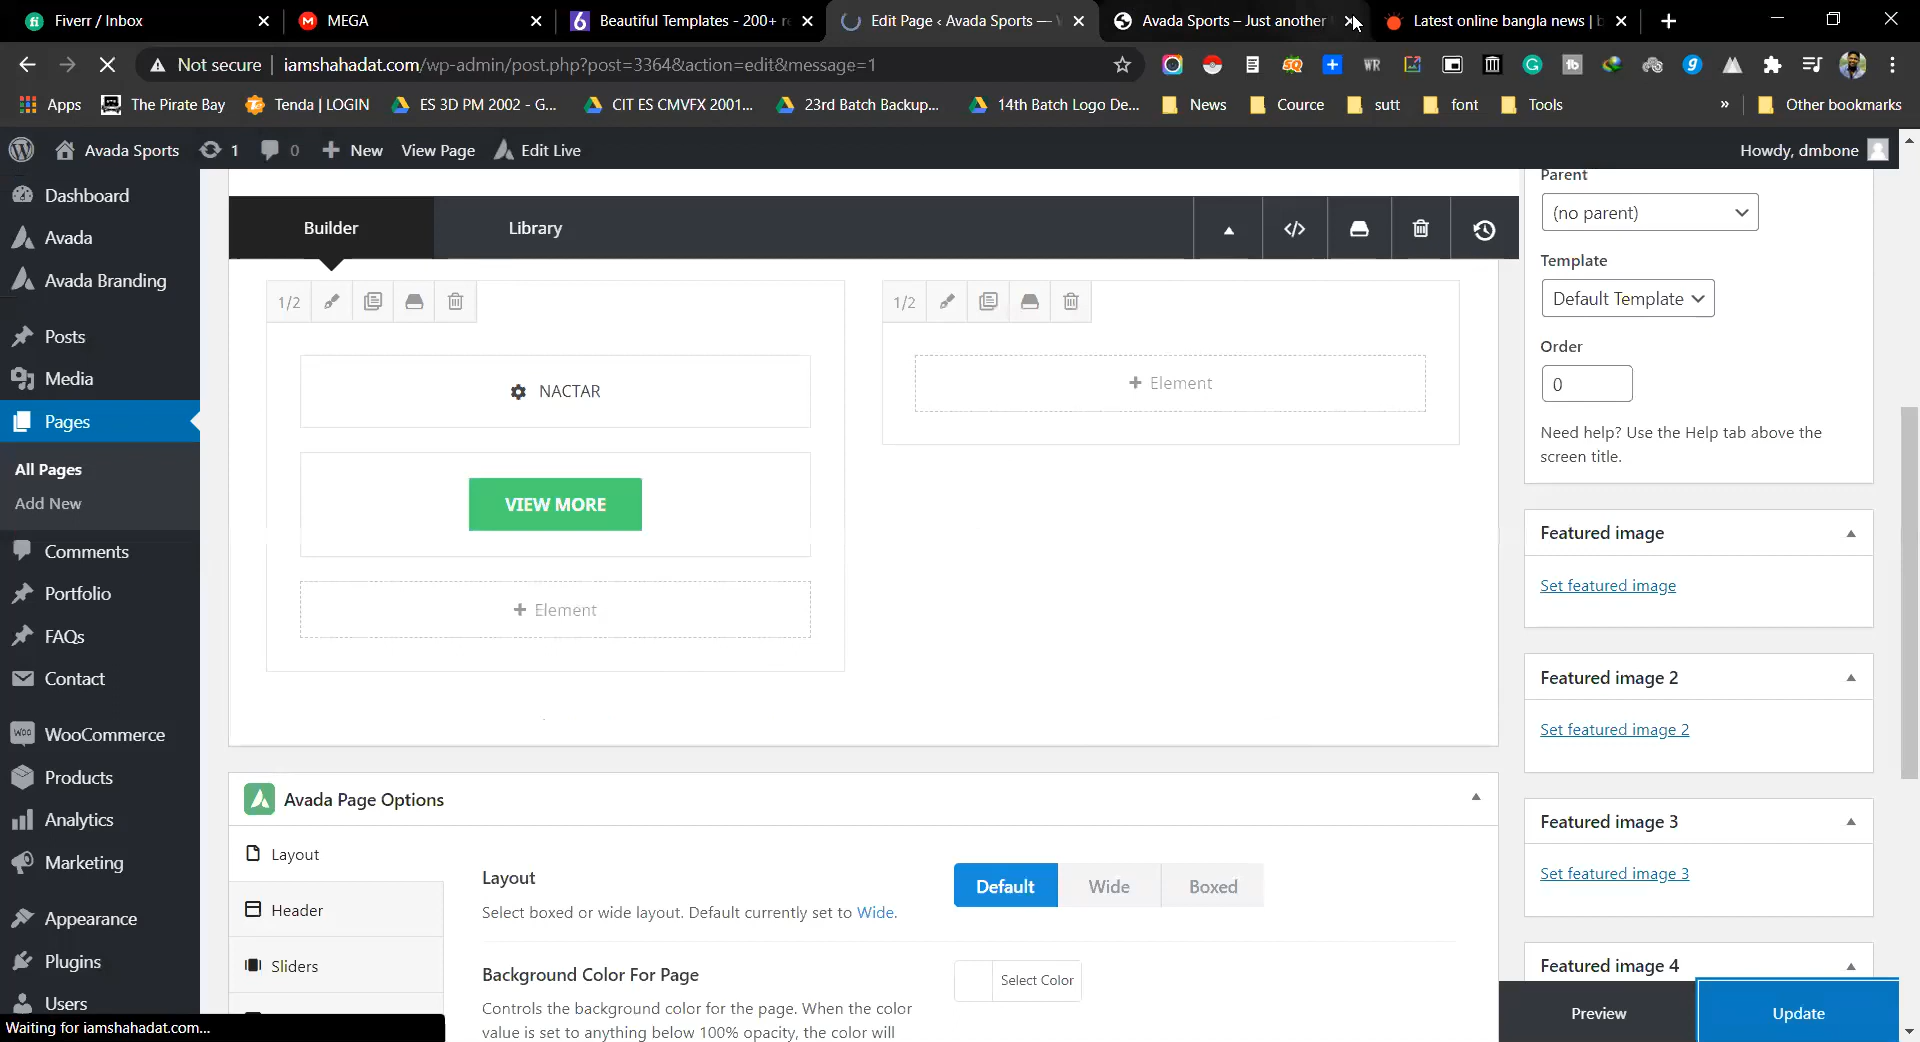 Fiverr / Inbox
MEGA
Beautiful Templates - 200+ re
Edit Page ‹ Avada Sports —
Avada Sports – Just another
Latest online bangla news | b
Not secure | iamshahadat.com/wp-admin/post.php?post=3364&action=edit&message=1
Apps
The Pirate Bay
Tenda | LOGIN
ES 3D PM 2002 - G...
CIT ES CMVFX 2001...
23rd Batch Backup...
14th Batch Logo De...
News
Cource
sutt
font
Tools
»
Other bookmarks
Avada Sports
1
0
New
View Page
Edit Live
Howdy, dmbone
Dashboard
Avada
Avada Branding
Posts
Media
Pages
All Pages
Add New
Comments
Portfolio
FAQs
Contact
WooCommerce
Products
Analytics
Marketing
Appearance
Plugins
Users
Waiting for iamshahadat.com...
Builder
Library
1/2
NACTAR
VIEW MORE
+ Element
1/2
+ Element
Avada Page Options
Layout
Header
Sliders
Layout
Select boxed or wide layout. Default currently set to Wide.
Default
Wide
Boxed
Background Color For Page
Controls the background color for the page. When the color
value is set to anything below 100% opacity, the color will
Select Color
Parent
(no parent)
Template
Default Template
Order
0
Need help? Use the Help tab above the
screen title.
Featured image
Set featured image
Featured image 2
Set featured image 2
Featured image 3
Set featured image 3
Featured image 4
Preview
Update